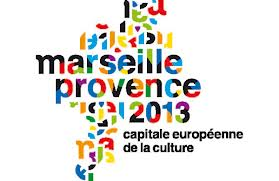 marseille
provence
2013
capitale européenne
de la culture